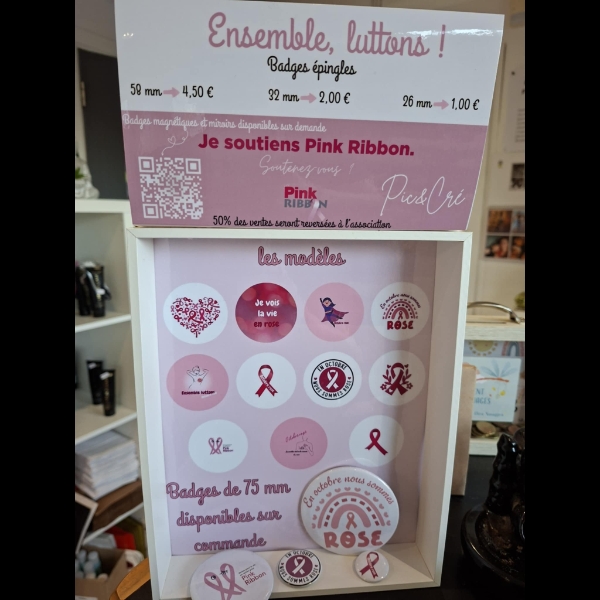 Ensemble, luttons !
Badges épingles
58 mm 4,50 €
32 mm 2,00 €
26 mm 1,00 €
Badges magnétiques et miroirs disponibles sur demande
Je soutiens Pink Ribbon.
Soutenez-vous ?
Pink
RIBBON
Pic&Cré
50% des ventes seront reversées à l'association
les modèles
Je vois
la vie
en rose
En octobre nous sommes
ROSE
Ensemble luttons
EN OCTOBRE
NOUS SOMMES ROSE
Pink
Ribbon
Badges de 75 mm
disponibles sur
commande
En octobre nous sommes
ROSE
Pink
Ribbon
EN OCTOBRE
NOUS SOMMES ROSE